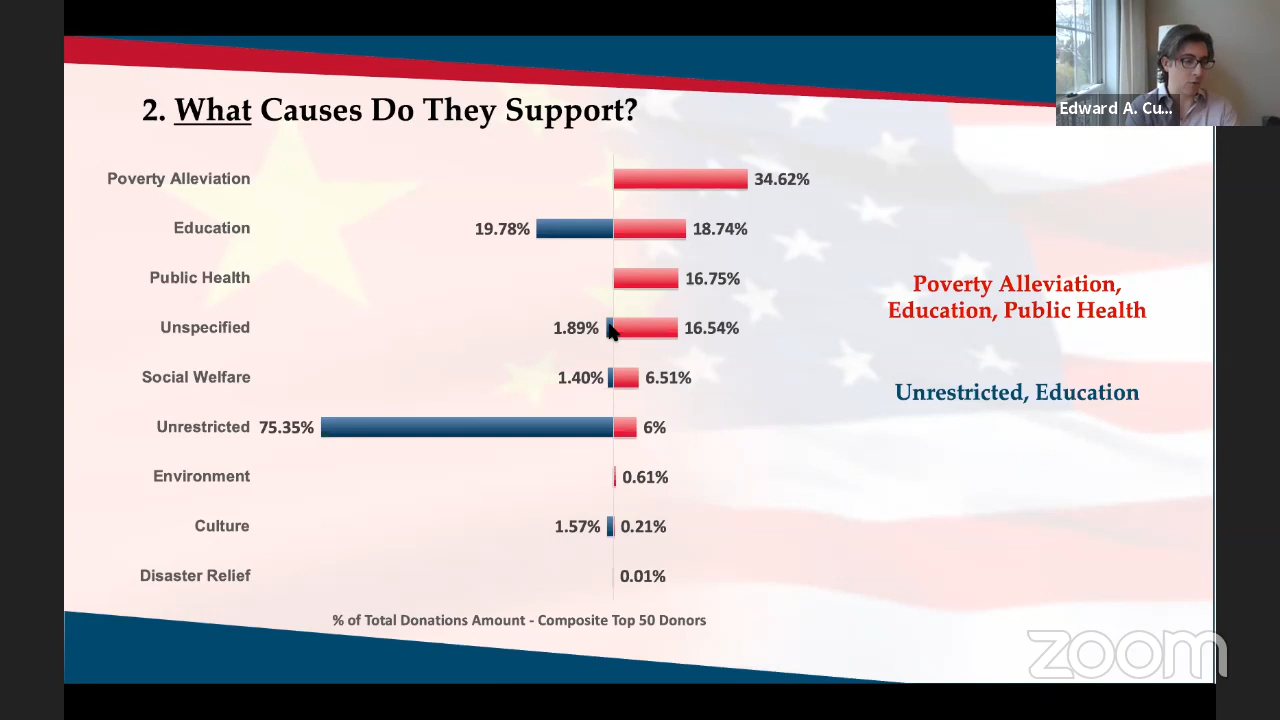 Edward A. Cu...
2. What Causes Do They Support?
Poverty Alleviation 34.62%
Education 19.78% 18.74%
Public Health 16.75%
Unspecified 1.89% 16.54%
Social Welfare 1.40% 6.51%
Unrestricted 75.35% 6%
Environment 0.61%
Culture 1.57% 0.21%
Disaster Relief 0.01%
% of Total Donations Amount - Composite Top 50 Donors
Poverty Alleviation,
Education, Public Health
Unrestricted, Education
zoom